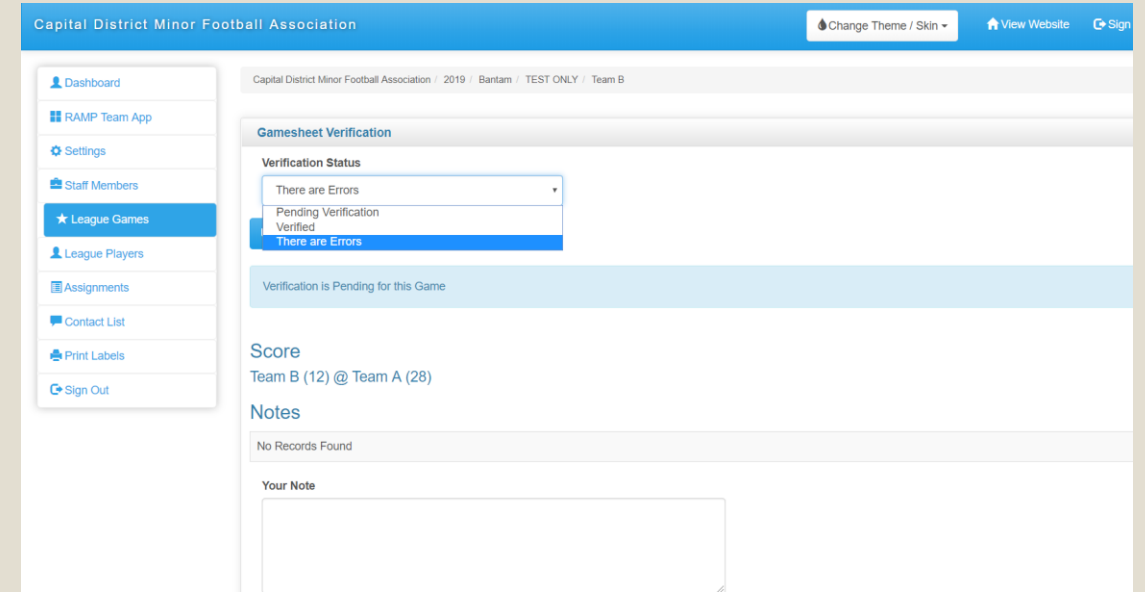 Capital District Minor Football Association
Change Theme / Skin
View Website
Sign
Dashboard
RAMP Team App
Settings
Staff Members
League Games
League Players
Assignments
Contact List
Print Labels
Sign Out
Capital District Minor Football Association / 2019 / Bantam / TEST ONLY / Team B
Gamesheet Verification
Verification Status
There are Errors
Pending Verification
Verified
There are Errors
Verification is Pending for this Game
Score
Team B (12) @ Team A (28)
Notes
No Records Found
Your Note